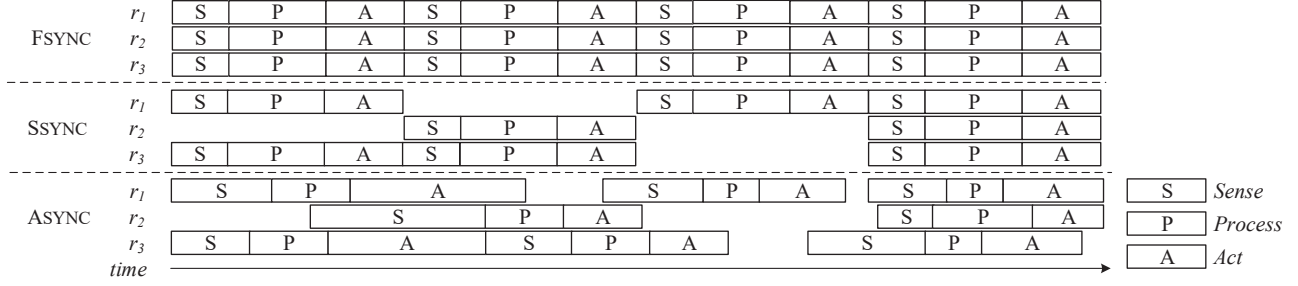 r1 S P A S P A S P A S P A
FSYNC r2 S P A S P A S P A S P A
r3 S P A S P A S P A S P A
r1 S P A S P A S P A
SSYNC r2 S P A S P A
r3 S P A S P A S P A
r1 S P A S P A S P A S Sense
ASYNC r2 S P A S P A P Process
r3 S P A S P A S P A A Act
time